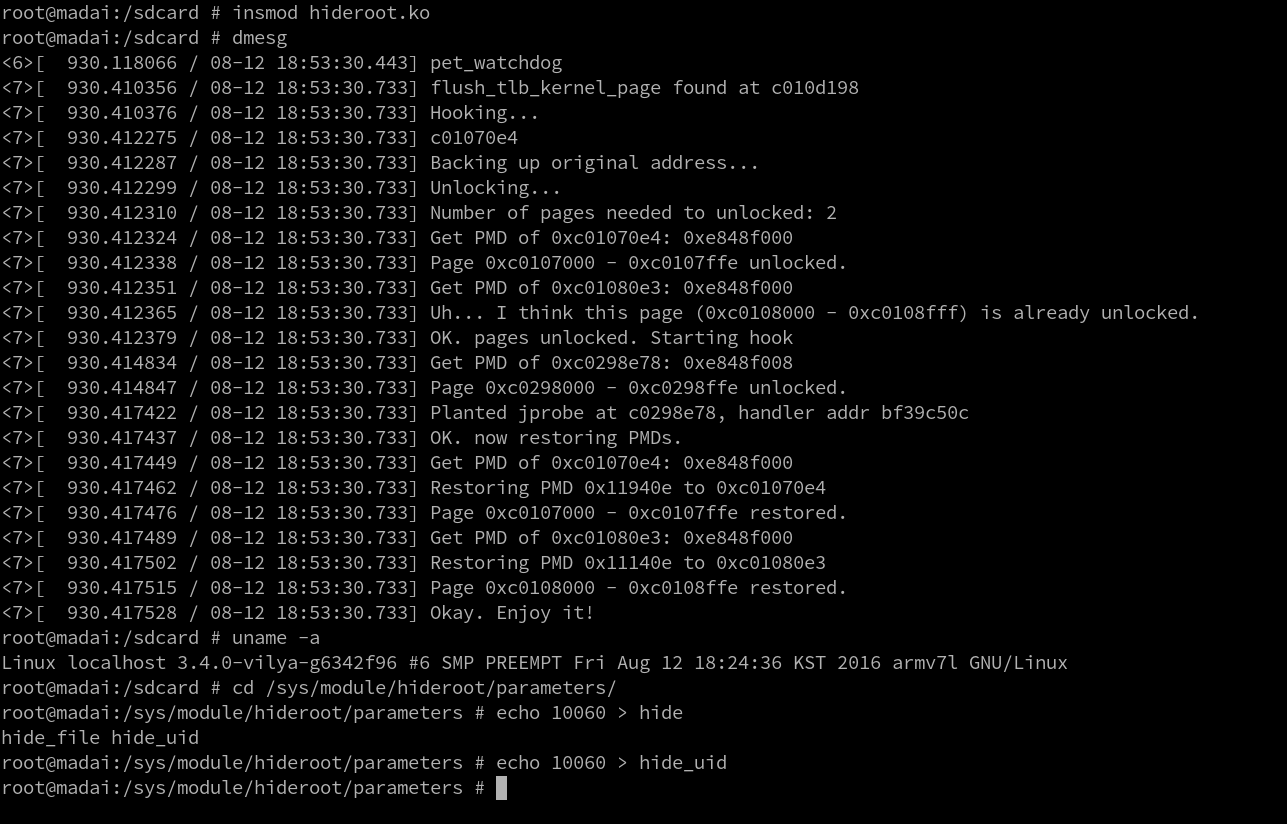 root@madai:/sdcard # insmod hideroot.ko
root@madai:/sdcard # dmesg
<6>[  930.118066 / 08-12 18:53:30.443] pet_watchdog
<7>[  930.410356 / 08-12 18:53:30.733] flush_tlb_kernel_page found at c010d198
<7>[  930.410376 / 08-12 18:53:30.733] Hooking...
<7>[  930.412275 / 08-12 18:53:30.733] c01070e4
<7>[  930.412287 / 08-12 18:53:30.733] Backing up original address...
<7>[  930.412299 / 08-12 18:53:30.733] Unlocking...
<7>[  930.412310 / 08-12 18:53:30.733] Number of pages needed to unlocked: 2
<7>[  930.412324 / 08-12 18:53:30.733] Get PMD of 0xc01070e4: 0xe848f000
<7>[  930.412338 / 08-12 18:53:30.733] Page 0xc0107000 - 0xc0107ffe unlocked.
<7>[  930.412351 / 08-12 18:53:30.733] Get PMD of 0xc01080e3: 0xe848f000
<7>[  930.412365 / 08-12 18:53:30.733] Uh... I think this page (0xc0108000 - 0xc0108fff) is already unlocked.
<7>[  930.412379 / 08-12 18:53:30.733] OK. pages unlocked. Starting hook
<7>[  930.414834 / 08-12 18:53:30.733] Get PMD of 0xc0298e78: 0xe848f008
<7>[  930.414847 / 08-12 18:53:30.733] Page 0xc0298000 - 0xc0298ffe unlocked.
<7>[  930.417422 / 08-12 18:53:30.733] Planted jprobe at c0298e78, handler addr bf39c50c
<7>[  930.417437 / 08-12 18:53:30.733] OK. now restoring PMDs.
<7>[  930.417449 / 08-12 18:53:30.733] Get PMD of 0xc01070e4: 0xe848f000
<7>[  930.417462 / 08-12 18:53:30.733] Restoring PMD 0x11940e to 0xc01070e4
<7>[  930.417476 / 08-12 18:53:30.733] Page 0xc0107000 - 0xc0107ffe restored.
<7>[  930.417489 / 08-12 18:53:30.733] Get PMD of 0xc01080e3: 0xe848f000
<7>[  930.417502 / 08-12 18:53:30.733] Restoring PMD 0x11140e to 0xc01080e3
<7>[  930.417515 / 08-12 18:53:30.733] Page 0xc0108000 - 0xc0108ffe restored.
<7>[  930.417528 / 08-12 18:53:30.733] Okay. Enjoy it!
root@madai:/sdcard # uname -a
Linux localhost 3.4.0-vilya-g6342f96 #6 SMP PREEMPT Fri Aug 12 18:24:36 KST 2016 armv7l GNU/Linux
root@madai:/sdcard # cd /sys/module/hideroot/parameters/
root@madai:/sys/module/hideroot/parameters # echo 10060 > hide
hide_file hide_uid
root@madai:/sys/module/hideroot/parameters # echo 10060 > hide_uid
root@madai:/sys/module/hideroot/parameters #